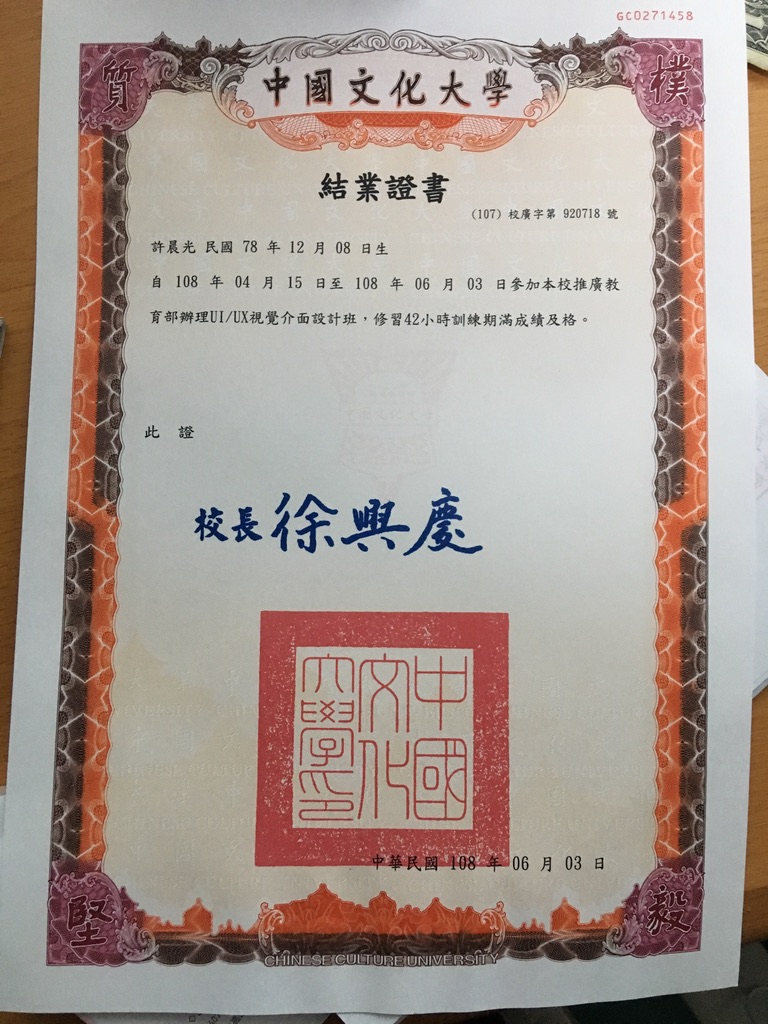 GC0271458
質 樸
中國文化大學
結業證書
(107) 校廣字第 920718 號
許晨光 民國 78 年 12 月 08 日生
自 108 年 04 月 15 日至 108 年 06 月 03 日參加本校推廣教
育部辦理UI/UX視覺介面設計班，修習42小時訓練期滿成績及格。
此 證
校長 徐興慶
中國文化大學印
中華民國 108 年 06 月 03 日
堅 毅
CHINESE CULTURE UNIVERSITY